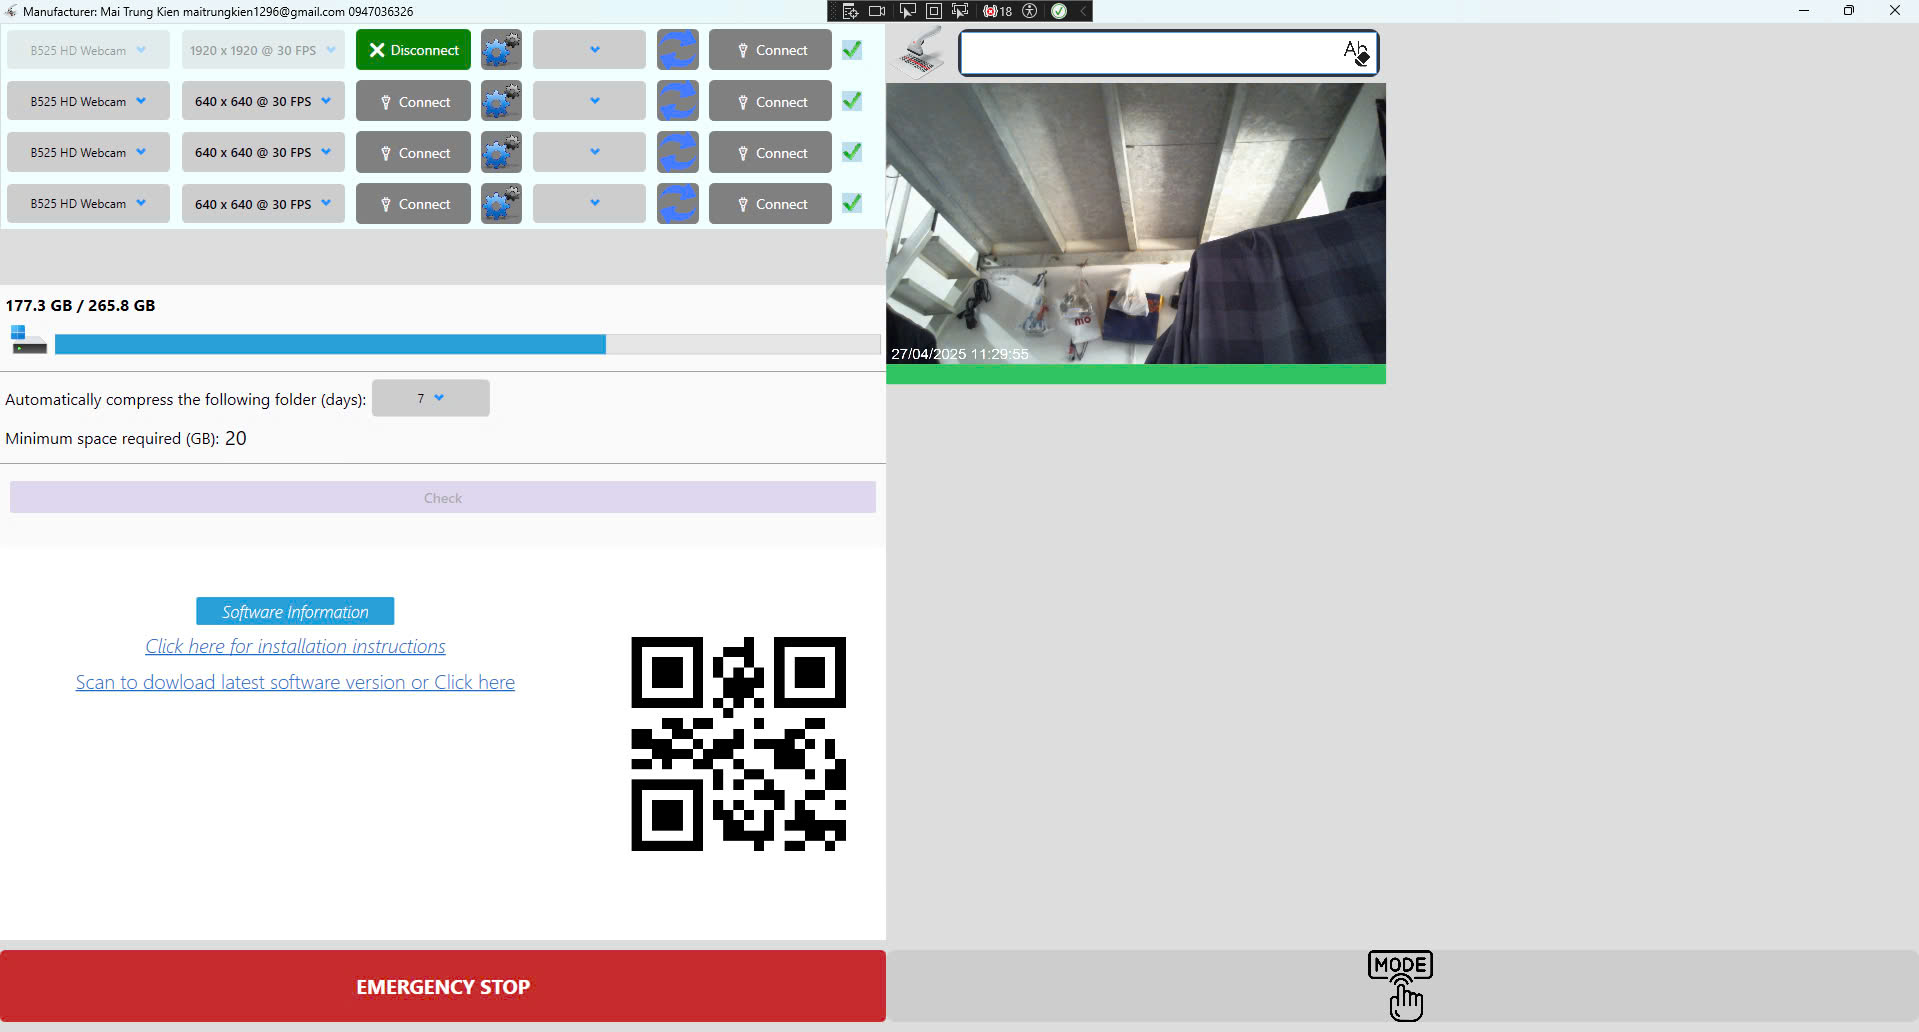 Manufacturer: Mai Trung Kien maitrungkien1296@gmail.com 0947036326
18
B525 HD Webcam 1920 x 1920 @ 30 FPS Disconnect Connect
B525 HD Webcam 640 x 640 @ 30 FPS Connect Connect
B525 HD Webcam 640 x 640 @ 30 FPS Connect Connect
B525 HD Webcam 640 x 640 @ 30 FPS Connect Connect
Ab
177.3 GB / 265.8 GB
mo
27/04/2025 11:29:55
Automatically compress the following folder (days): 7
Minimum space required (GB): 20
Check
Software Information
Click here for installation instructions
Scan to dowload latest software version or Click here
EMERGENCY STOP
MODE